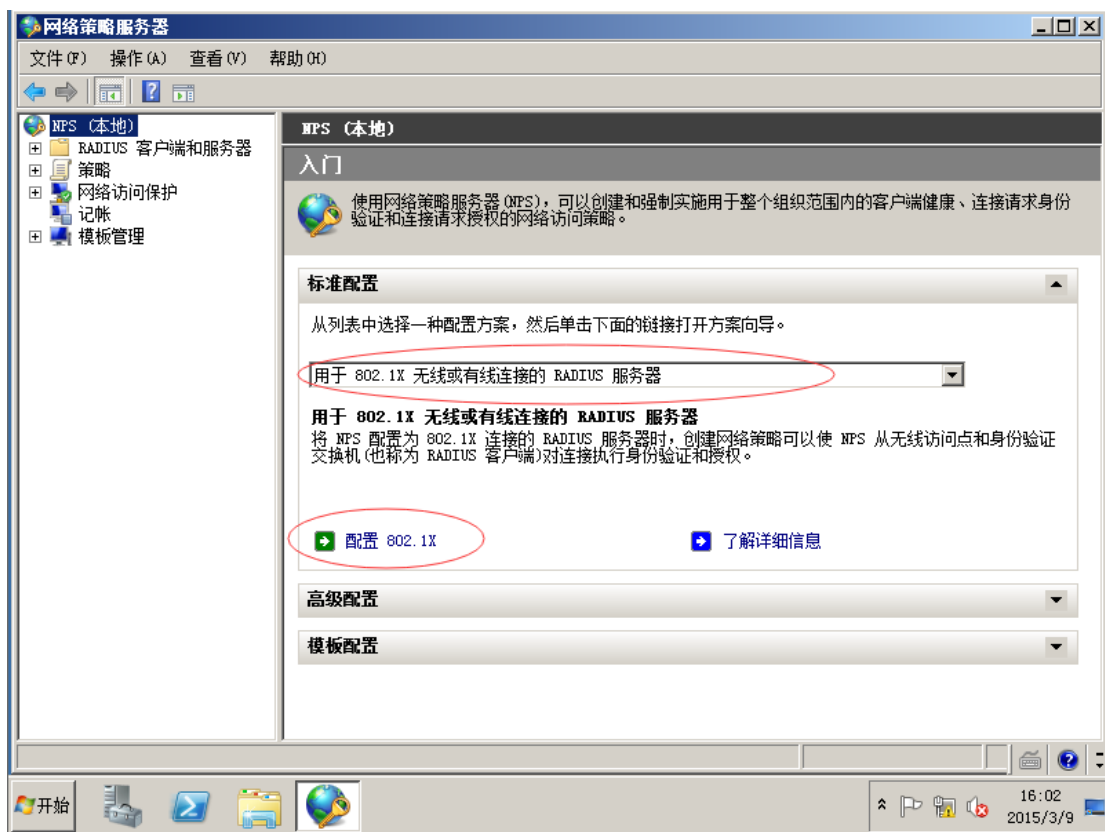 网络策略服务器
文件(F) 操作(A) 查看(V) 帮助(H)
NPS (本地)
RADIUS 客户端和服务器
策略
网络访问保护
记帐
模板管理
NPS (本地)
入门
使用网络策略服务器(NPS),可以创建和强制实施用于整个组织范围内的客户端健康、连接请求身份
验证和连接请求授权的网络访问策略。
标准配置
从列表中选择一种配置方案,然后单击下面的链接打开方案向导。
用于 802.1X 无线或有线连接的 RADIUS 服务器
用于 802.1X 无线或有线连接的 RADIUS 服务器
将 NPS 配置为 802.1X 连接的 RADIUS 服务器时,创建网络策略可以使 NPS 从无线访问点和身份验证
交换机(也称为 RADIUS 客户端)对连接执行身份验证和授权。
配置 802.1X 了解详细信息
高级配置
模板配置
开始
16:02
2015/3/9